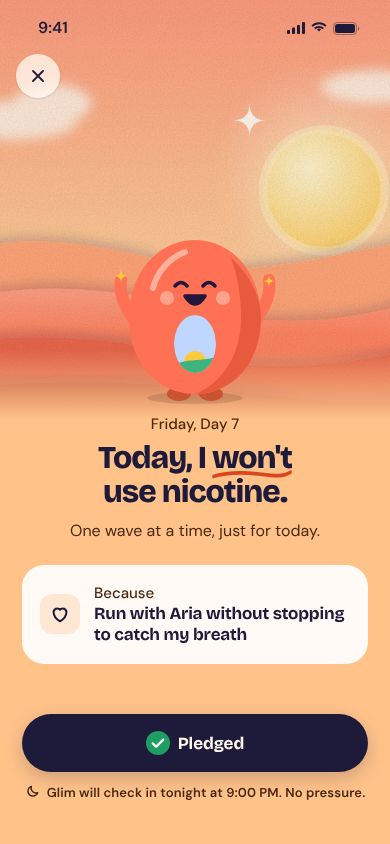 9:41
Friday, Day 7
Today, I won't
use nicotine.
One wave at a time, just for today.
Because
Run with Aria without stopping
to catch my breath
Pledged
Glim will check in tonight at 9:00 PM. No pressure.